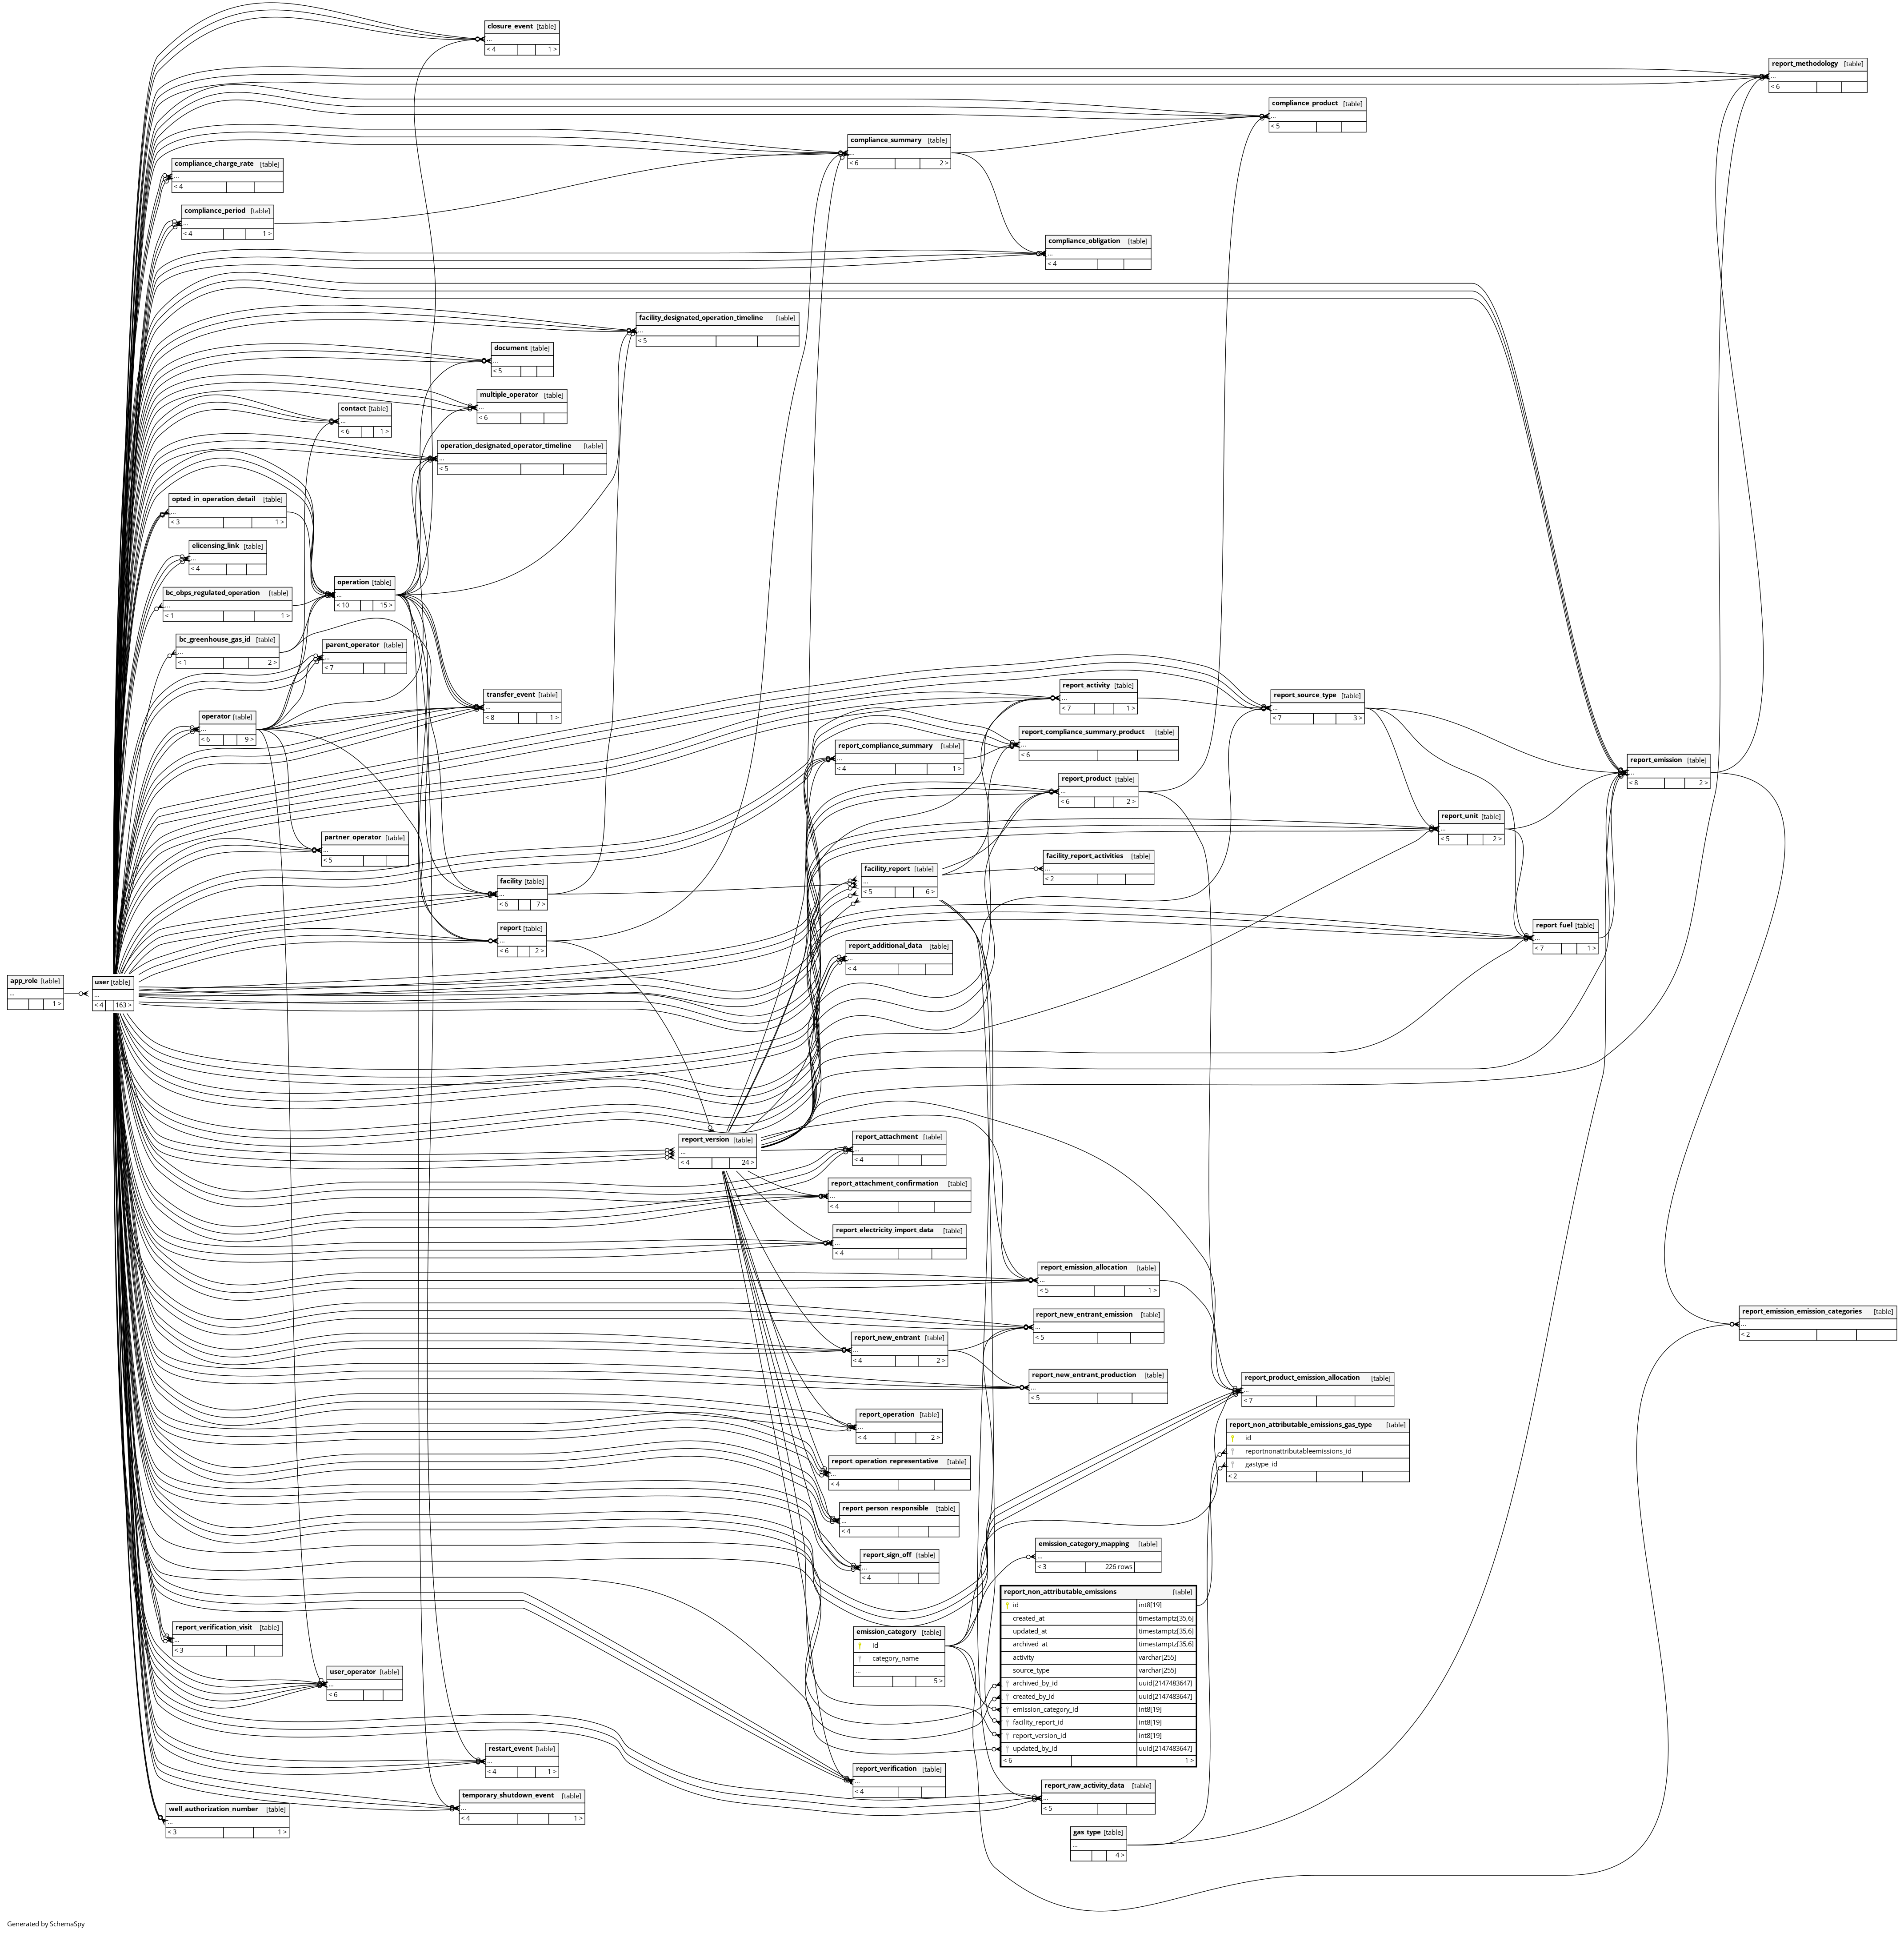 closure_event [table]
...
< 4 1 >
report_methodology [table]
...
< 6
compliance_product [table]
...
< 5
compliance_summary [table]
...
< 6 2 >
compliance_charge_rate [table]
...
< 4
compliance_period [table]
...
< 4 1 >
compliance_obligation [table]
...
< 4
facility_designated_operation_timeline [table]
...
< 5
document [table]
...
< 5
multiple_operator [table]
...
< 6
contact [table]
...
< 6 1 >
operation_designated_operator_timeline [table]
...
< 5
opted_in_operation_detail [table]
...
< 3 1 >
elicensing_link [table]
...
< 4
operation [table]
...
< 10 15 >
bc_obps_regulated_operation [table]
...
< 1 1 >
bc_greenhouse_gas_id [table]
...
< 1 2 >
parent_operator [table]
...
< 7
transfer_event [table]
...
< 8 1 >
operator [table]
...
< 6 9 >
report_activity [table]
...
< 7 1 >
report_source_type [table]
...
< 7 3 >
report_compliance_summary_product [table]
...
< 6
report_compliance_summary [table]
...
< 4 1 >
report_emission [table]
...
< 8 2 >
report_product [table]
...
< 6 2 >
report_unit [table]
...
< 5 2 >
partner_operator [table]
...
< 5
facility_report_activities [table]
...
< 2
facility_report [table]
...
< 5 6 >
facility [table]
...
< 6 7 >
report [table]
...
< 6 2 >
report_fuel [table]
...
< 7 1 >
report_additional_data [table]
...
< 4
app_role [table]
...
1 >
user [table]
...
< 4 163 >
report_version [table]
...
< 4 24 >
report_attachment [table]
...
< 4
report_attachment_confirmation [table]
...
< 4
report_electricity_import_data [table]
...
< 4
report_emission_allocation [table]
...
< 5 1 >
report_new_entrant_emission [table]
...
< 5
report_emission_emission_categories [table]
...
< 2
report_new_entrant [table]
...
< 4 2 >
report_new_entrant_production [table]
...
< 5
report_product_emission_allocation [table]
...
< 7
report_operation [table]
...
< 4 2 >
report_non_attributable_emissions_gas_type [table]
id
reportnonattributableemissions_id
gastype_id
< 2
report_operation_representative [table]
...
< 4
report_person_responsible [table]
...
< 4
emission_category_mapping [table]
...
< 3 226 rows
report_sign_off [table]
...
< 4
report_non_attributable_emissions [table]
id int8[19]
created_at timestamptz[35,6]
updated_at timestamptz[35,6]
archived_at timestamptz[35,6]
activity varchar[255]
source_type varchar[255]
archived_by_id uuid[2147483647]
created_by_id uuid[2147483647]
emission_category_id int8[19]
facility_report_id int8[19]
report_version_id int8[19]
updated_by_id uuid[2147483647]
< 6 1 >
emission_category [table]
id
category_name
...
5 >
report_verification_visit [table]
...
< 3
user_operator [table]
...
< 6
restart_event [table]
...
< 4 1 >
report_verification [table]
...
< 4
report_raw_activity_data [table]
...
< 5
temporary_shutdown_event [table]
...
< 4 1 >
well_authorization_number [table]
...
< 3 1 >
gas_type [table]
...
4 >
Generated by SchemaSpy